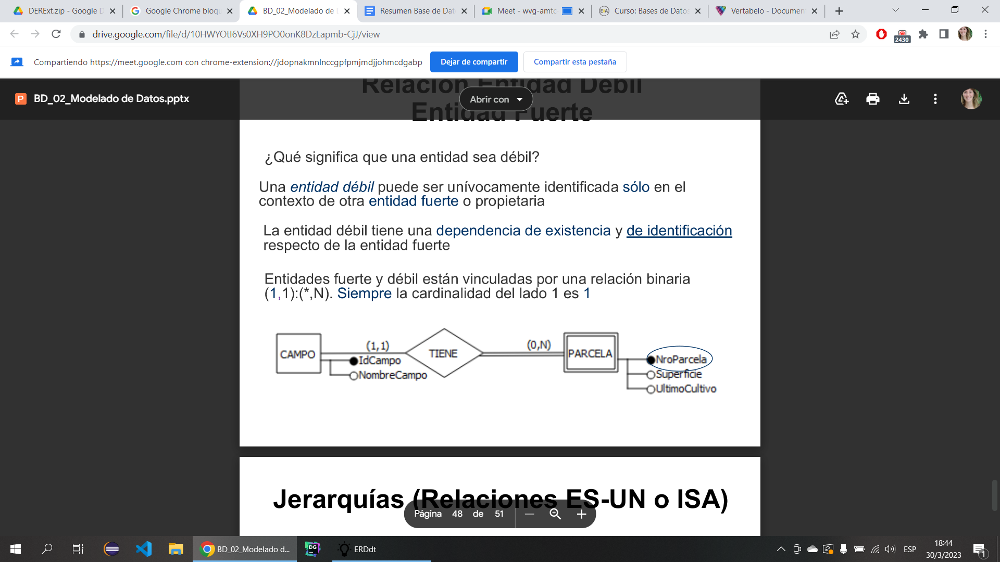 DERExt.zip - Google D
Google Chrome bloqu
BD_02_Modelado de D
Resumen Base de Dat
Meet - wvg-amtc
Curso: Bases de Datos
Vertabelo - Document
drive.google.com/file/d/10HWYOtI6Vs0XH9PO0onK8DzLapmb-CjJ/view
2430
Compartiendo https://meet.google.com con chrome-extension://jdopnakmnlnccgpfpmjmdjjohmcdgabp
Dejar de compartir
Compartir esta pestaña
P
BD_02_Modelado de Datos.pptx
Abrir con
Relación Entidad Débil
Entidad Fuerte
¿Qué significa que una entidad sea débil?
Una entidad débil puede ser unívocamente identificada sólo en el
contexto de otra entidad fuerte o propietaria
La entidad débil tiene una dependencia de existencia y de identificación
respecto de la entidad fuerte
Entidades fuerte y débil están vinculadas por una relación binaria
(1,1):(*,N). Siempre la cardinalidad del lado 1 es 1
CAMPO
(1,1)
IdCampo
NombreCampo
TIENE
(0,N)
PARCELA
NroParcela
Superficie
UltimoCultivo
Jerarquías (Relaciones ES-UN o ISA)
Página 48 de 51
BD_02_Modelado d...
DG
ERDdt
ESP
18:44
30/3/2023
1